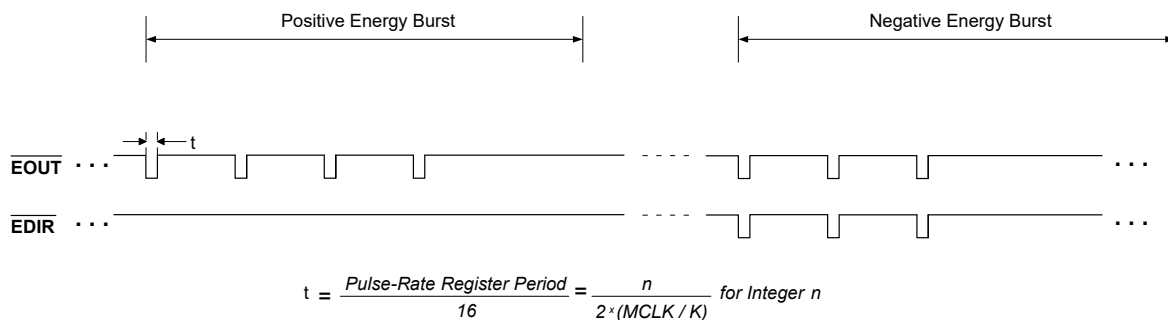 Positive Energy Burst
Negative Energy Burst
t
EOUT ... ...
EDIR ... ...
t = Pulse-Rate Register Period / 16 = n / 2 x (MCLK / K) for Integer n